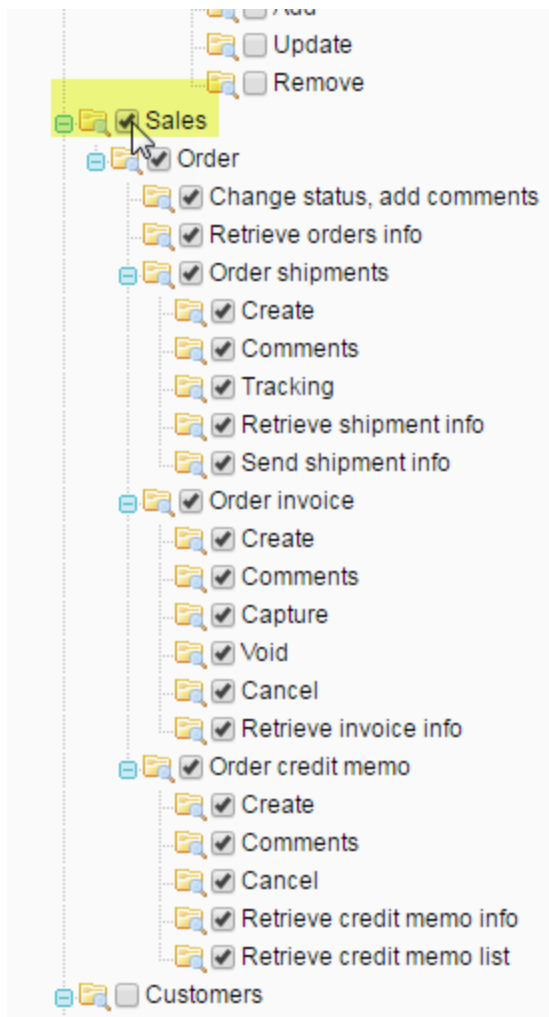 Update
Remove
Sales
Order
Change status, add comments
Retrieve orders info
Order shipments
Create
Comments
Tracking
Retrieve shipment info
Send shipment info
Order invoice
Create
Comments
Capture
Void
Cancel
Retrieve invoice info
Order credit memo
Create
Comments
Cancel
Retrieve credit memo info
Retrieve credit memo list
Customers